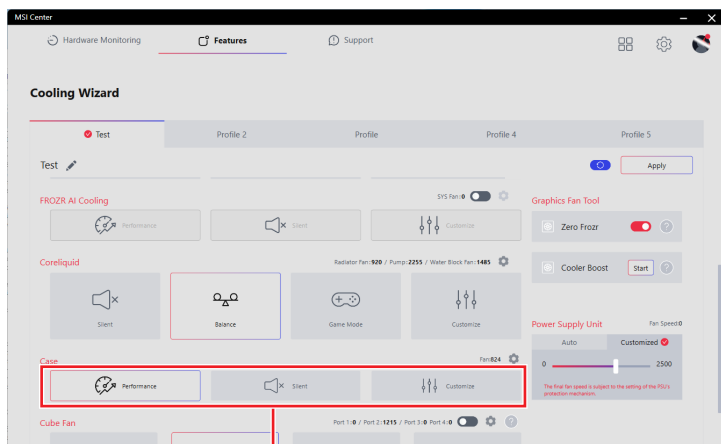 MSI Center
Hardware Monitoring
Features
Support
Cooling Wizard
Test
Profile 2
Profile
Profile 4
Profile 5
Test
Apply
FROZR AI Cooling
SYS Fan:0
Performance
Silent
Customize
Graphics Fan Tool
Zero Frozr
Cooler Boost
Start
Coreliquid
Radiator Fan:920 / Pump:2255 / Water Block Fan:1485
Silent
Balance
Game Mode
Customize
Power Supply Unit
Fan Speed:0
Auto
Customized
0
2500
The final fan speed is subject to the setting of the PSU's
protection mechanism.
Case
Fan:824
Performance
Silent
Customize
Cube Fan
Port 1:0 / Port 2:1215 / Port 3:0 Port 4:0